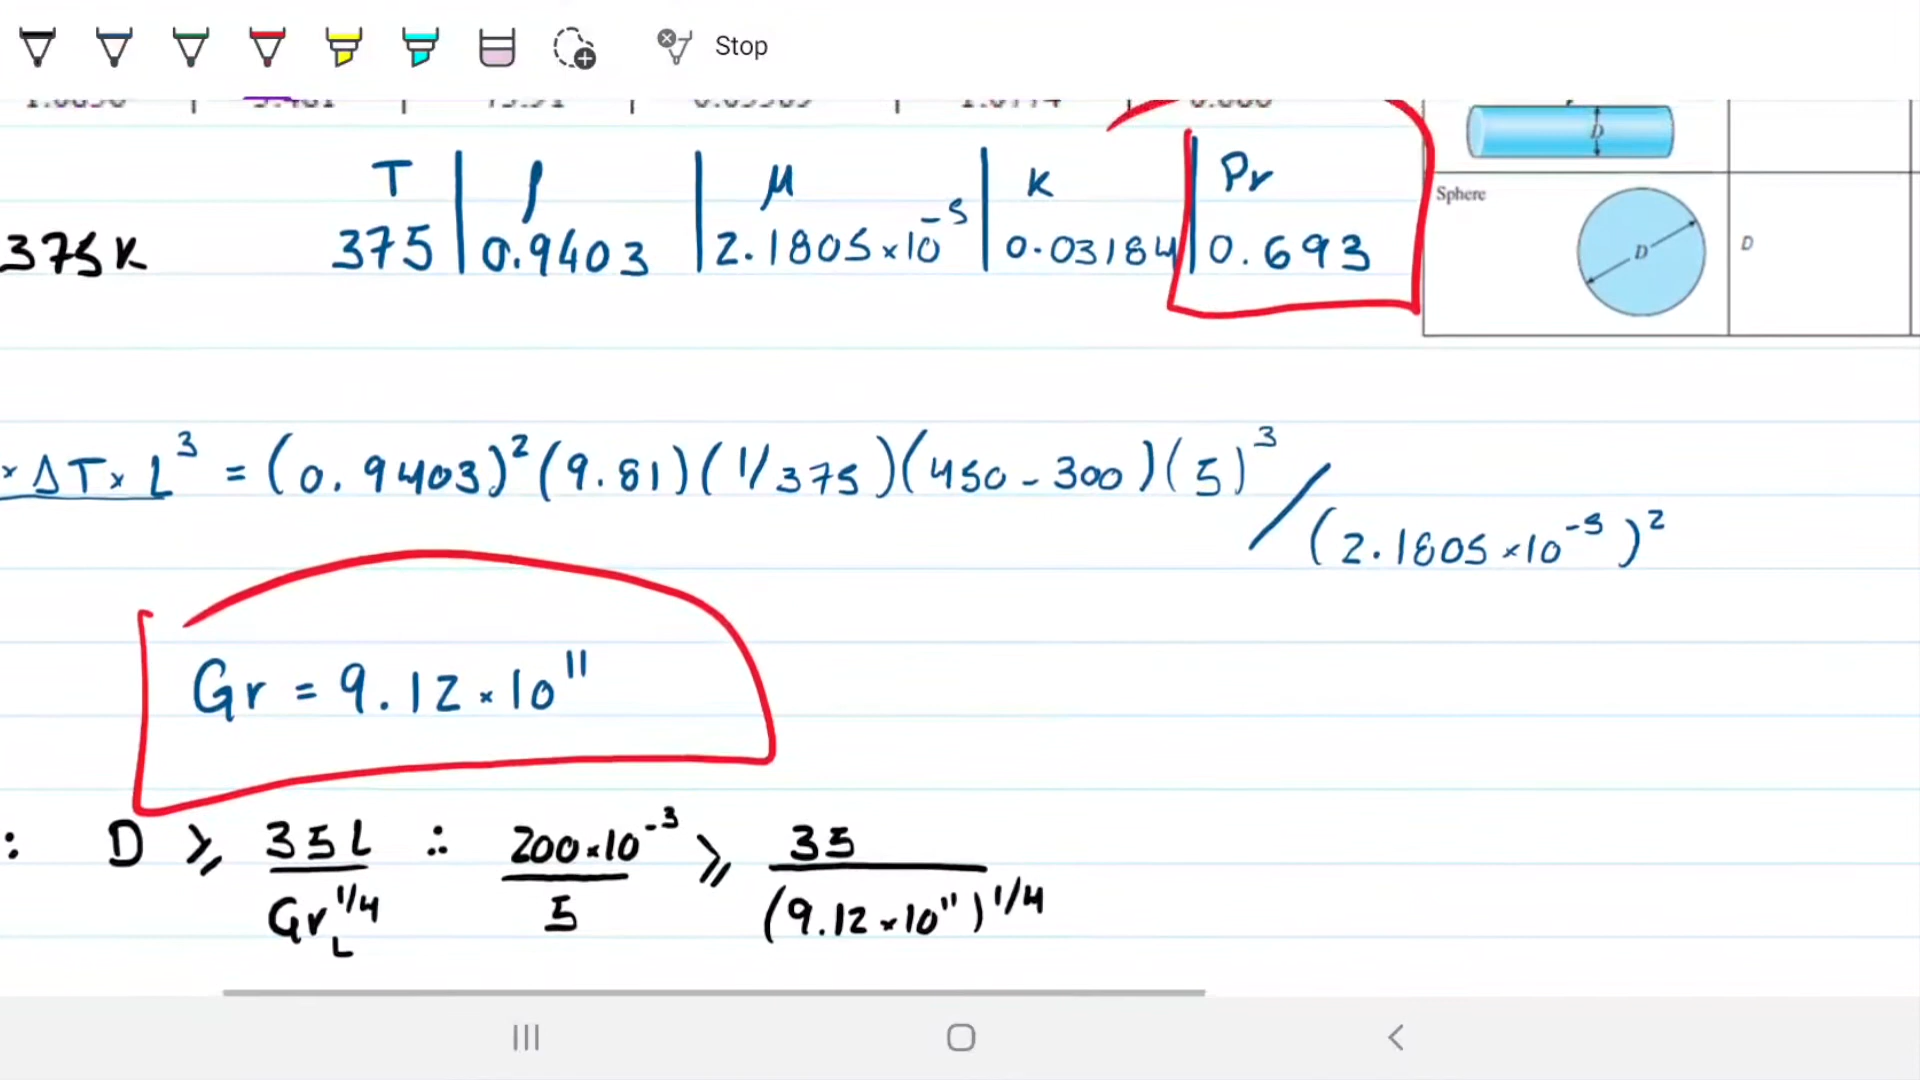 Stop
T | ρ | μ | K | Pr
375K 375 | 0.9403 | 2.1805×10^-5 | 0.03184 | 0.693
Sphere
D
D
D
× ΔT × L^3 = (0.9403)^2 (9.81) (1/375) (450-300) (5)^3 / (2.1805×10^-5)^2
Gr = 9.12×10^11
: D ⩾ 35L / Gr_L^1/4 ∴ 200×10^-3 / 5 ⩾ 35 / (9.12×10^11)^1/4